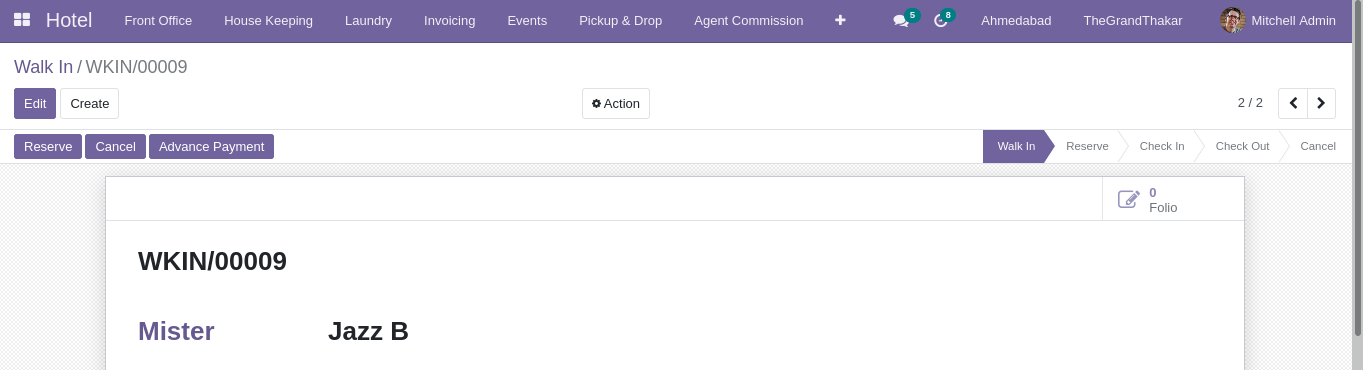 Hotel Front Office House Keeping Laundry Invoicing Events Pickup & Drop Agent Commission 5 8 Ahmedabad TheGrandThakar Mitchell Admin
Walk In / WKIN/00009
Edit Create Action 2 / 2
Reserve Cancel Advance Payment Walk In Reserve Check In Check Out Cancel
0
Folio
WKIN/00009
Mister Jazz B